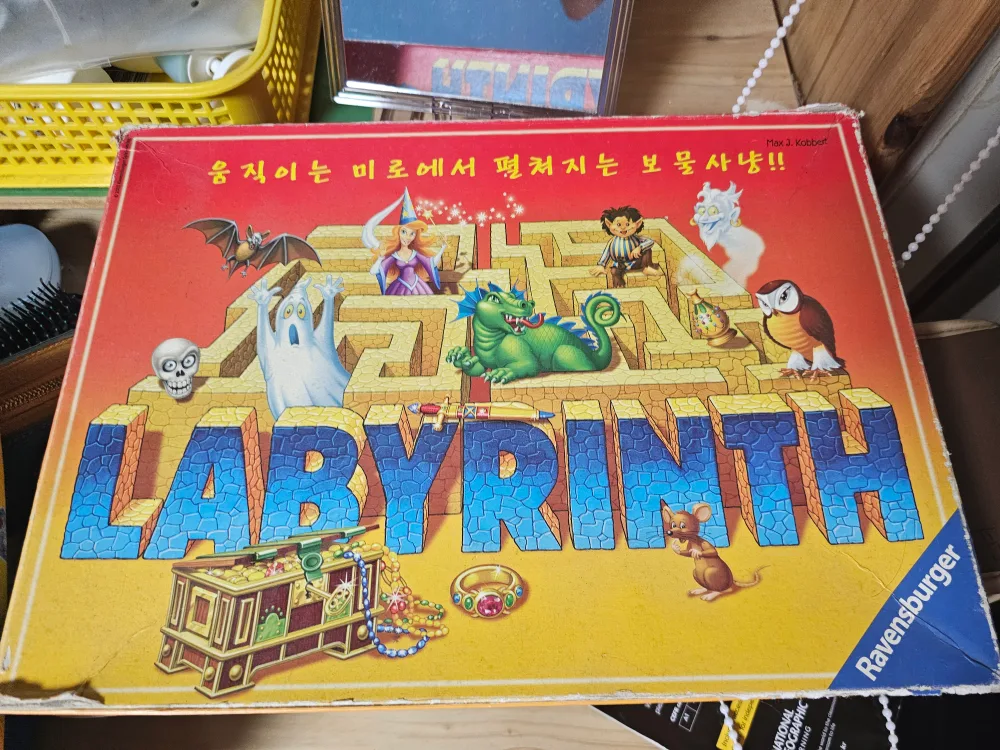 Max J. Kobbert
움직이는 미로에서 펼쳐지는 보물사냥!!
LABYRINTH
Ravensburger